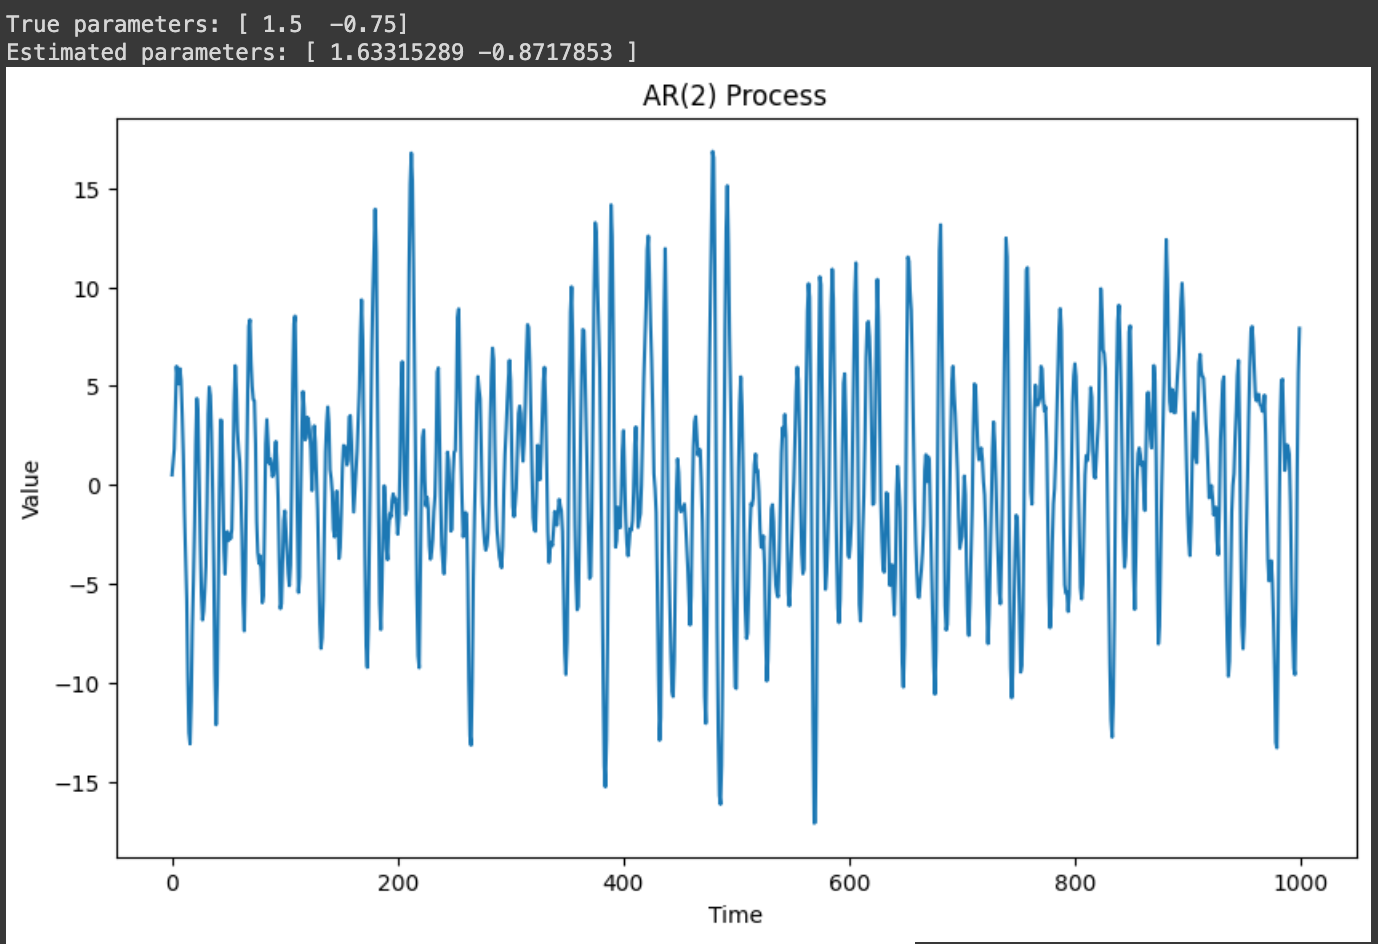 True parameters: [ 1.5  -0.75]
Estimated parameters: [ 1.63315289 -0.8717853 ]
AR(2) Process
15
10
5
0
−5
−10
−15
Value
0 200 400 600 800 1000
Time